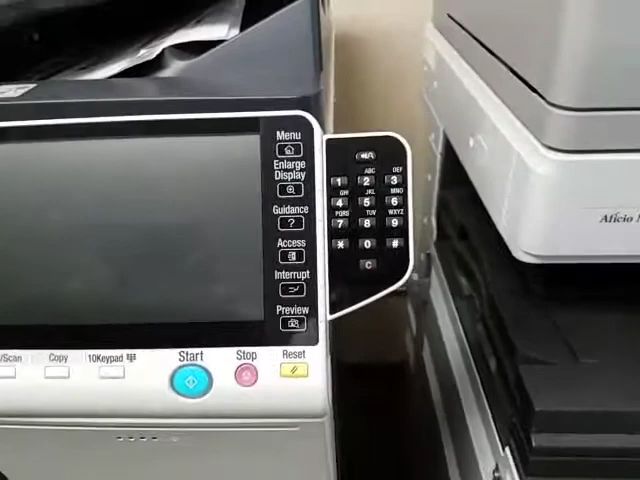 Menu
Enlarge
Display
Guidance
?
Access
Interrupt
Preview
ABC DEF
1 2 3
GHI JKL MNO
4 5 6
PQRS TUV WXYZ
7 8 9
* 0 #
C
/Scan Copy 10Keypad Start Stop Reset
Aficio